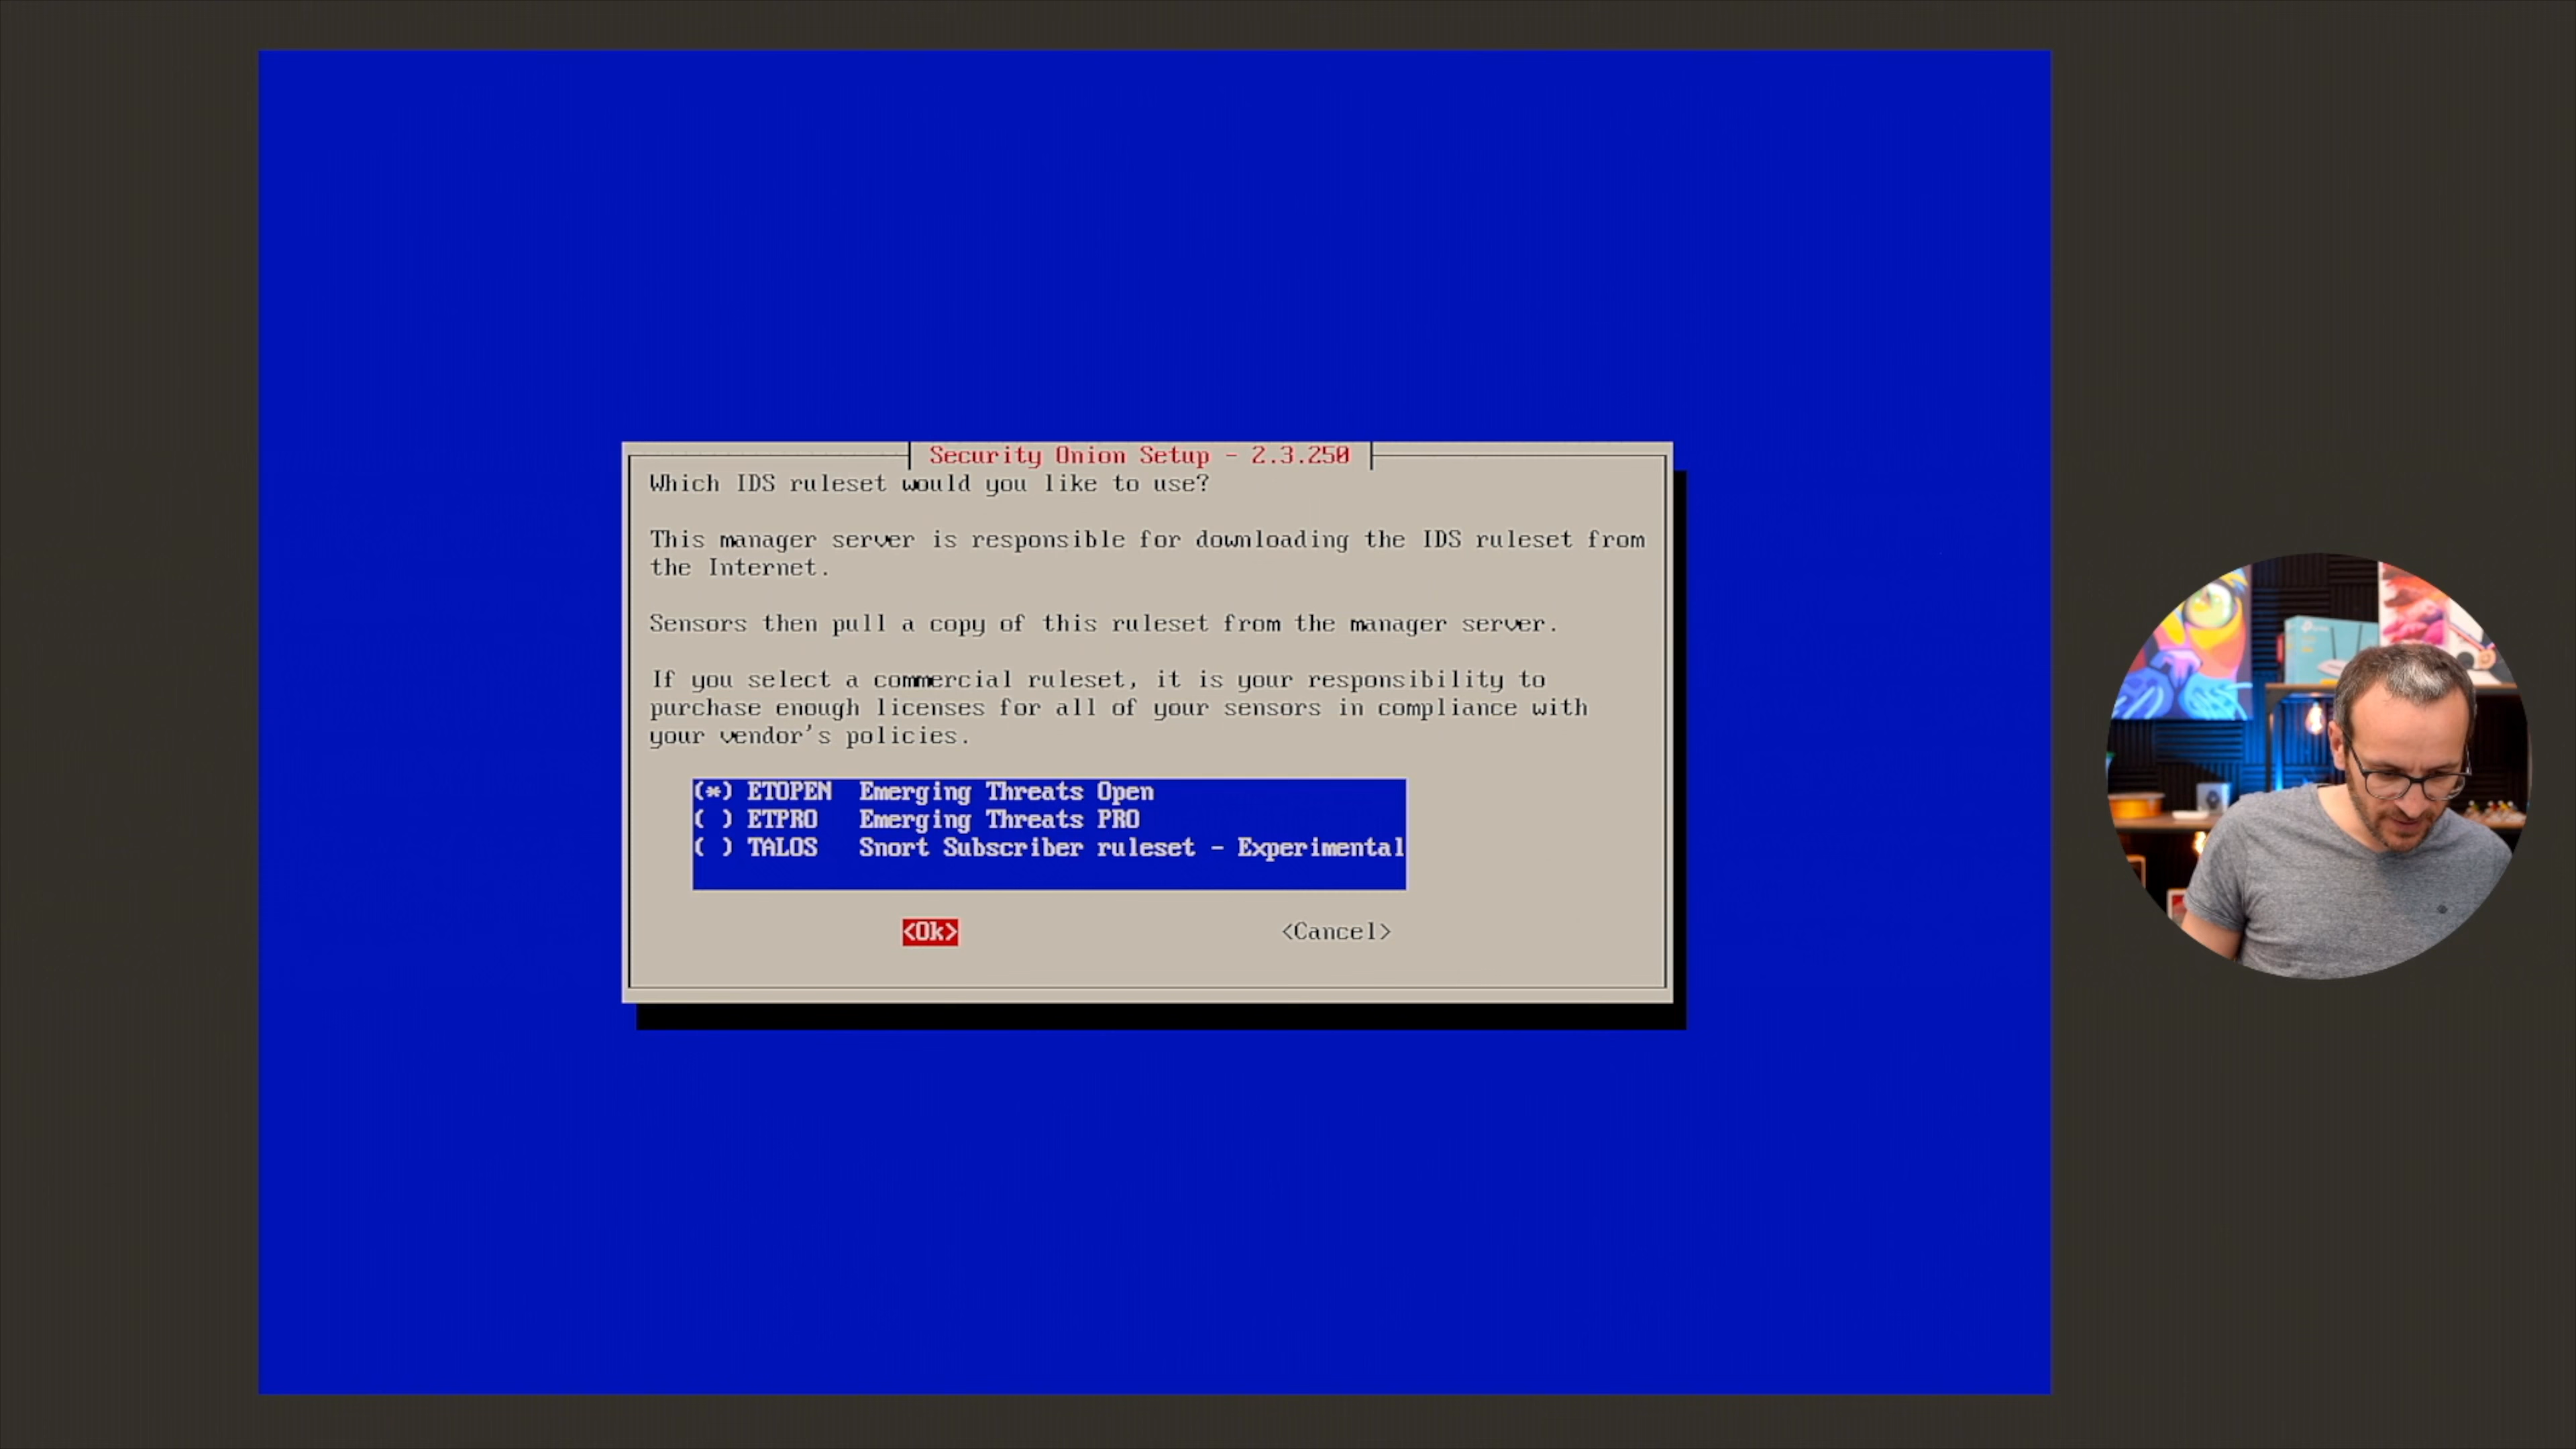 Security Onion Setup - 2.3.250
Which IDS ruleset would you like to use?
This manager server is responsible for downloading the IDS ruleset from
the Internet.
Sensors then pull a copy of this ruleset from the manager server.
If you select a commercial ruleset, it is your responsibility to
purchase enough licenses for all of your sensors in compliance with
your vendor's policies.
(*) ETOPEN Emerging Threats Open
( ) ETPRO Emerging Threats PRO
( ) TALOS Snort Subscriber ruleset - Experimental
<Ok> <Cancel>